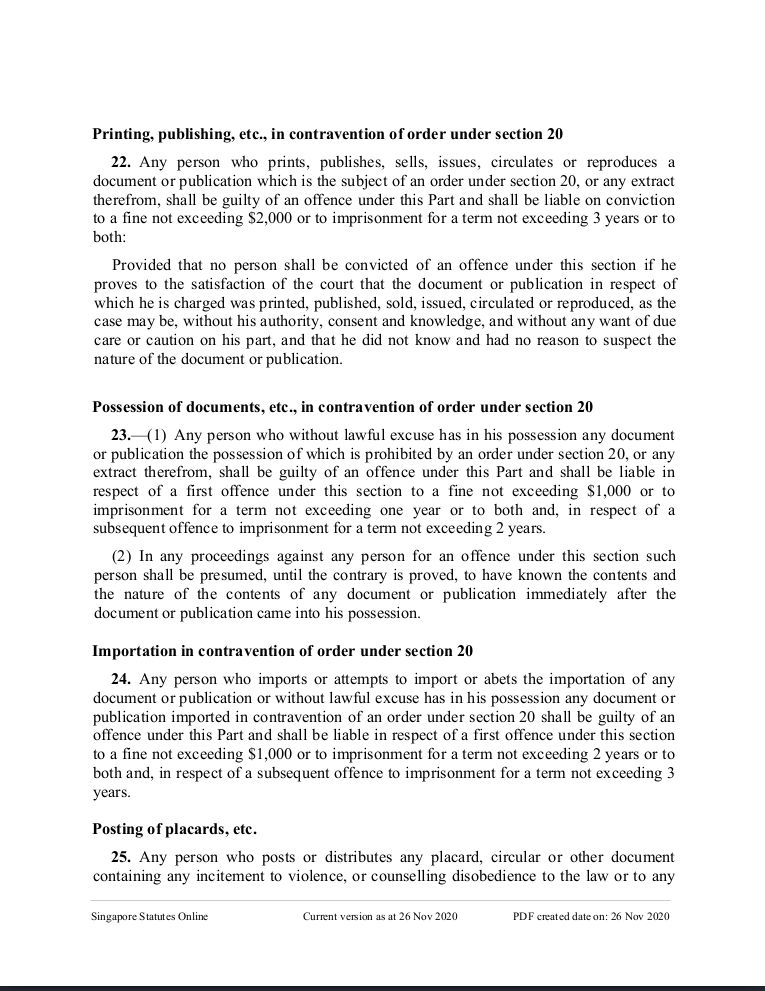 Printing, publishing, etc., in contravention of order under section 20
22. Any person who prints, publishes, sells, issues, circulates or reproduces a
document or publication which is the subject of an order under section 20, or any extract
therefrom, shall be guilty of an offence under this Part and shall be liable on conviction
to a fine not exceeding $2,000 or to imprisonment for a term not exceeding 3 years or to
both:
Provided that no person shall be convicted of an offence under this section if he
proves to the satisfaction of the court that the document or publication in respect of
which he is charged was printed, published, sold, issued, circulated or reproduced, as the
case may be, without his authority, consent and knowledge, and without any want of due
care or caution on his part, and that he did not know and had no reason to suspect the
nature of the document or publication.
Possession of documents, etc., in contravention of order under section 20
23.—(1) Any person who without lawful excuse has in his possession any document
or publication the possession of which is prohibited by an order under section 20, or any
extract therefrom, shall be guilty of an offence under this Part and shall be liable in
respect of a first offence under this section to a fine not exceeding $1,000 or to
imprisonment for a term not exceeding one year or to both and, in respect of a
subsequent offence to imprisonment for a term not exceeding 2 years.
(2) In any proceedings against any person for an offence under this section such
person shall be presumed, until the contrary is proved, to have known the contents and
the nature of the contents of any document or publication immediately after the
document or publication came into his possession.
Importation in contravention of order under section 20
24. Any person who imports or attempts to import or abets the importation of any
document or publication or without lawful excuse has in his possession any document or
publication imported in contravention of an order under section 20 shall be guilty of an
offence under this Part and shall be liable in respect of a first offence under this section
to a fine not exceeding $1,000 or to imprisonment for a term not exceeding 2 years or to
both and, in respect of a subsequent offence to imprisonment for a term not exceeding 3
years.
Posting of placards, etc.
25. Any person who posts or distributes any placard, circular or other document
containing any incitement to violence, or counselling disobedience to the law or to any
Singapore Statutes Online Current version as at 26 Nov 2020 PDF created date on: 26 Nov 2020